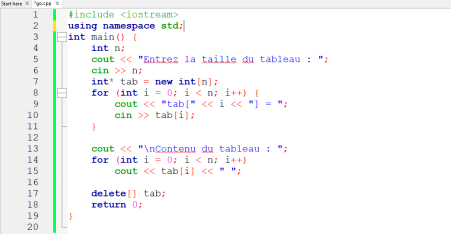 Start here × *go.cpp ×
1 #include <iostream>
2 using namespace std;
3 int main() {
4 int n;
5 cout << "Entrez la taille du tableau : ";
6 cin >> n;
7 int* tab = new int[n];
8 for (int i = 0; i < n; i++) {
9 cout << "tab[" << i << "] = ";
10 cin >> tab[i];
11 }
12
13 cout << "\nContenu du tableau : ";
14 for (int i = 0; i < n; i++)
15 cout << tab[i] << " ";
16
17 delete[] tab;
18 return 0;
19 }
20